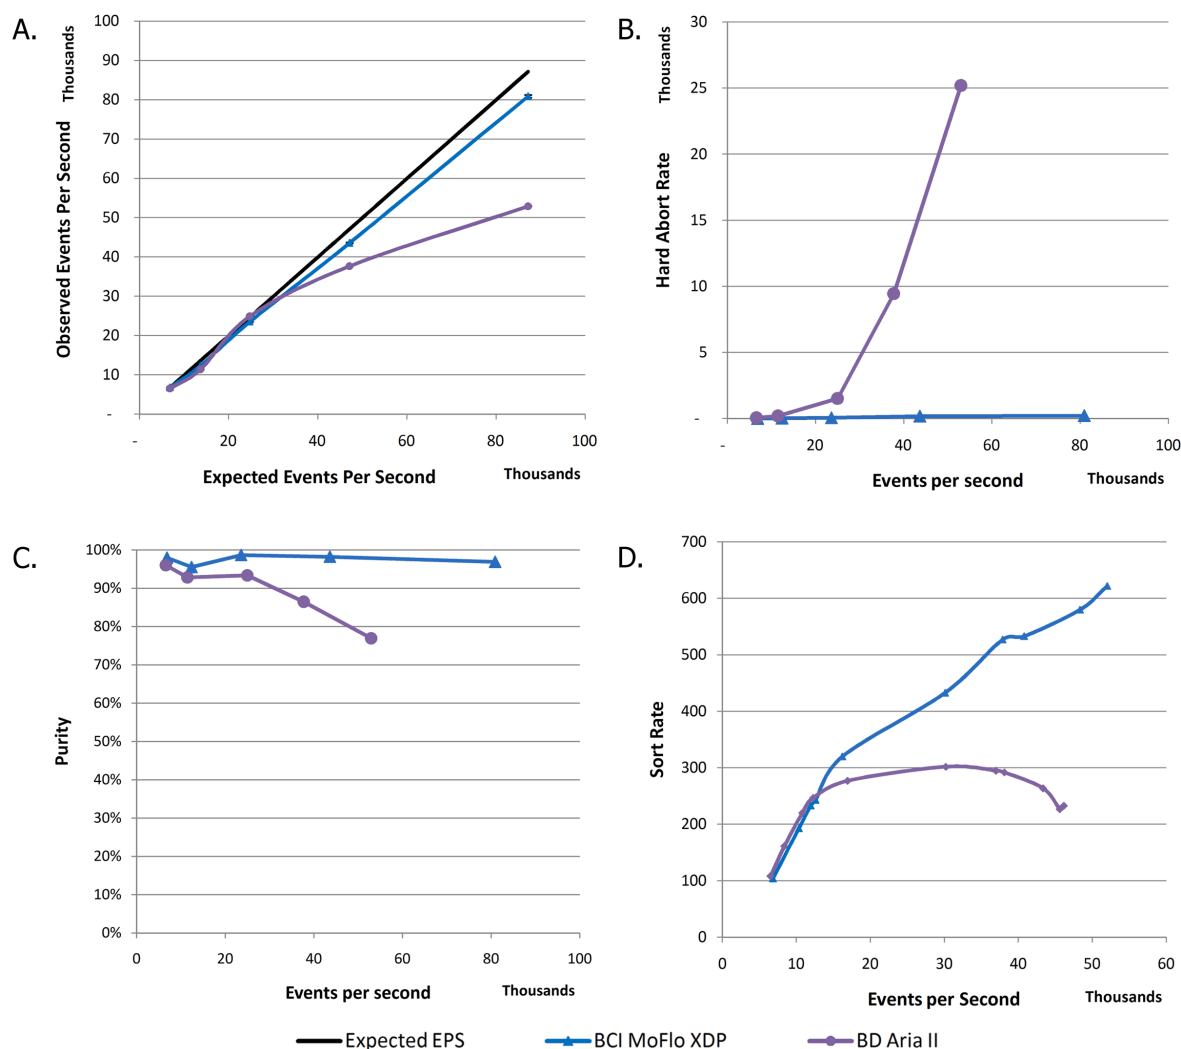 A.
Thousands
Observed Events Per Second
100
90
80
70
60
50
40
30
20
10
-
-
20
40
60
80
100
Expected Events Per Second
Thousands
B.
Thousands
Hard Abort Rate
30
25
20
15
10
5
-
-
20
40
60
80
100
Events per second
Thousands
C.
Purity
100%
90%
80%
70%
60%
50%
40%
30%
20%
10%
0%
0
20
40
60
80
100
Events per second
Thousands
D.
Sort Rate
700
600
500
400
300
200
100
0
0
10
20
30
40
50
60
Events per Second
Thousands
Expected EPS
BCI MoFlo XDP
BD Aria II